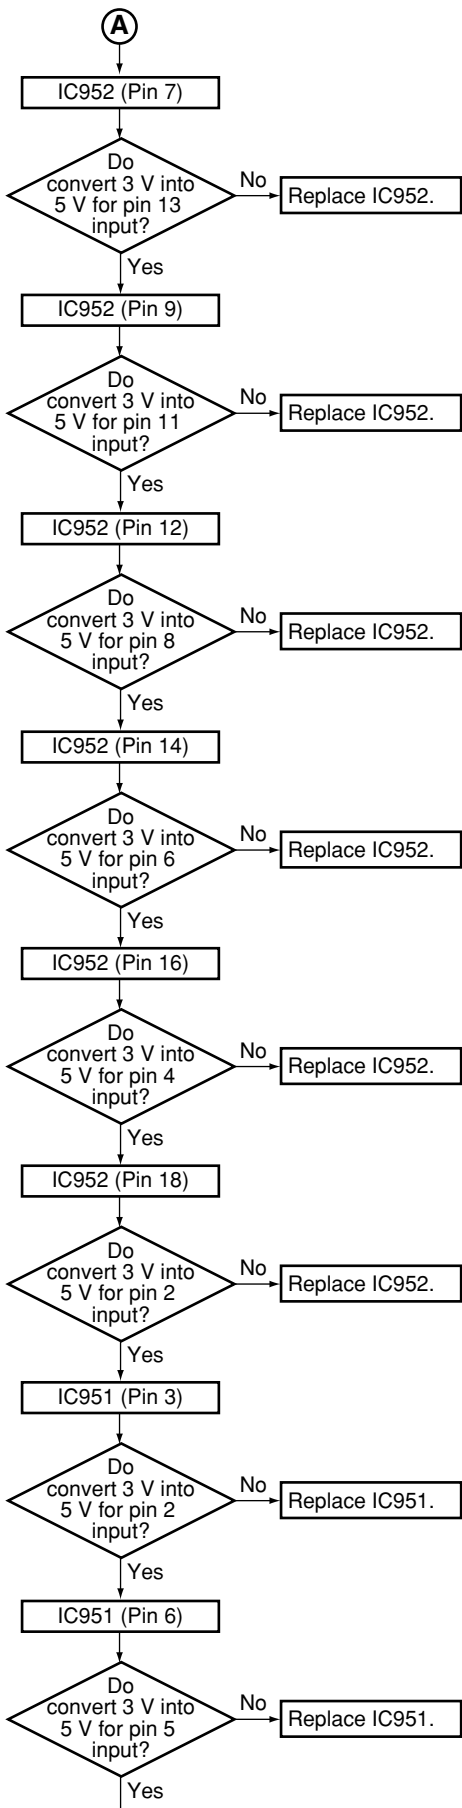 A
IC952 (Pin 7)
Do
convert 3 V into
5 V for pin 13
input?
No
Replace IC952.
Yes
IC952 (Pin 9)
Do
convert 3 V into
5 V for pin 11
input?
No
Replace IC952.
Yes
IC952 (Pin 12)
Do
convert 3 V into
5 V for pin 8
input?
No
Replace IC952.
Yes
IC952 (Pin 14)
Do
convert 3 V into
5 V for pin 6
input?
No
Replace IC952.
Yes
IC952 (Pin 16)
Do
convert 3 V into
5 V for pin 4
input?
No
Replace IC952.
Yes
IC952 (Pin 18)
Do
convert 3 V into
5 V for pin 2
input?
No
Replace IC952.
Yes
IC951 (Pin 3)
Do
convert 3 V into
5 V for pin 2
input?
No
Replace IC951.
Yes
IC951 (Pin 6)
Do
convert 3 V into
5 V for pin 5
input?
No
Replace IC951.
Yes